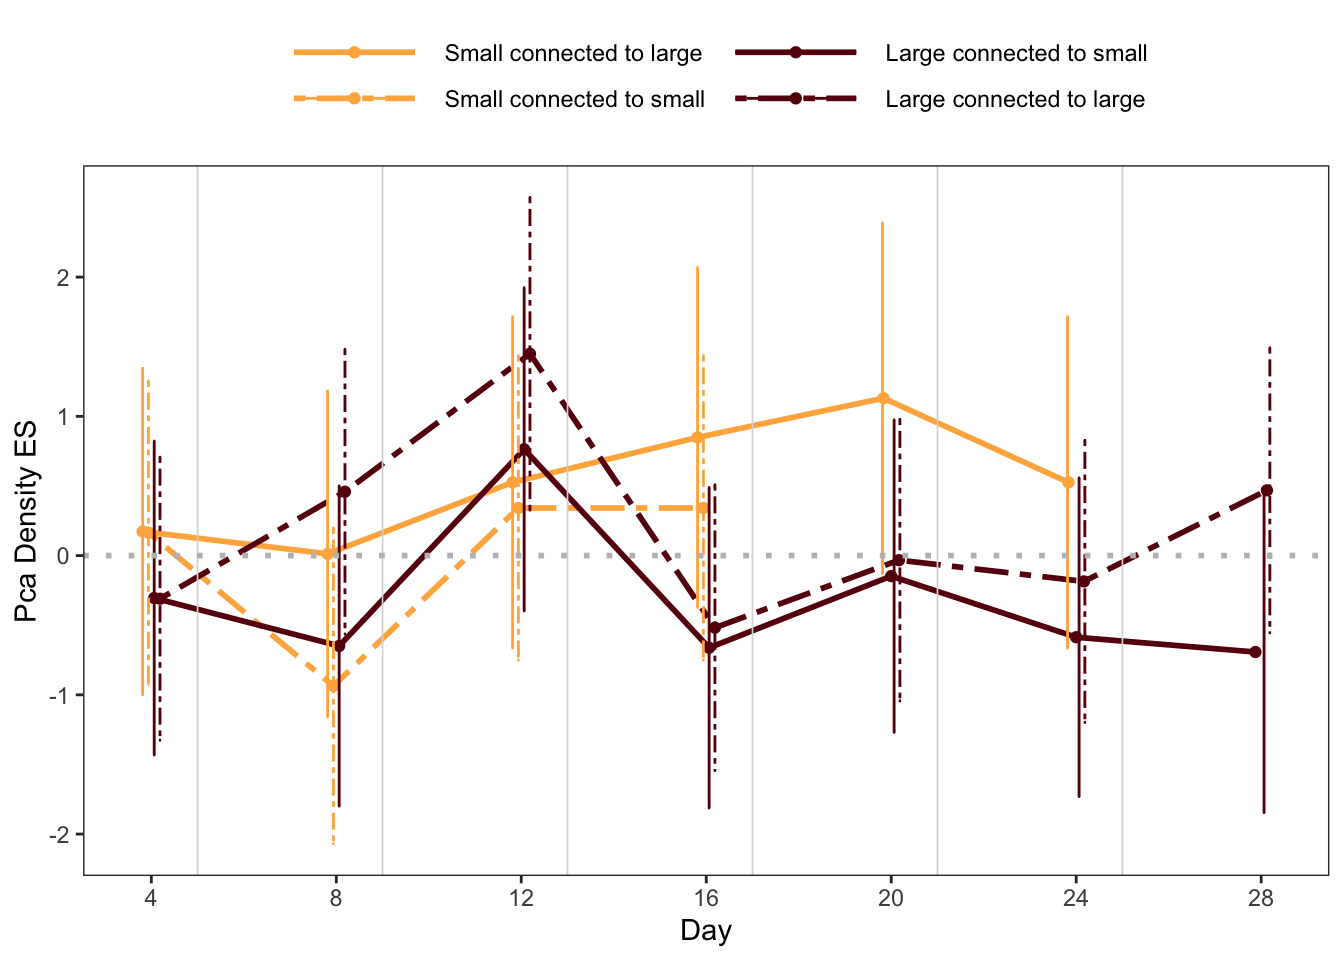 Small connected to large
Large connected to small
Small connected to small
Large connected to large
Pca Density ES
2
1
0
-1
-2
4
8
12
16
20
24
28
Day